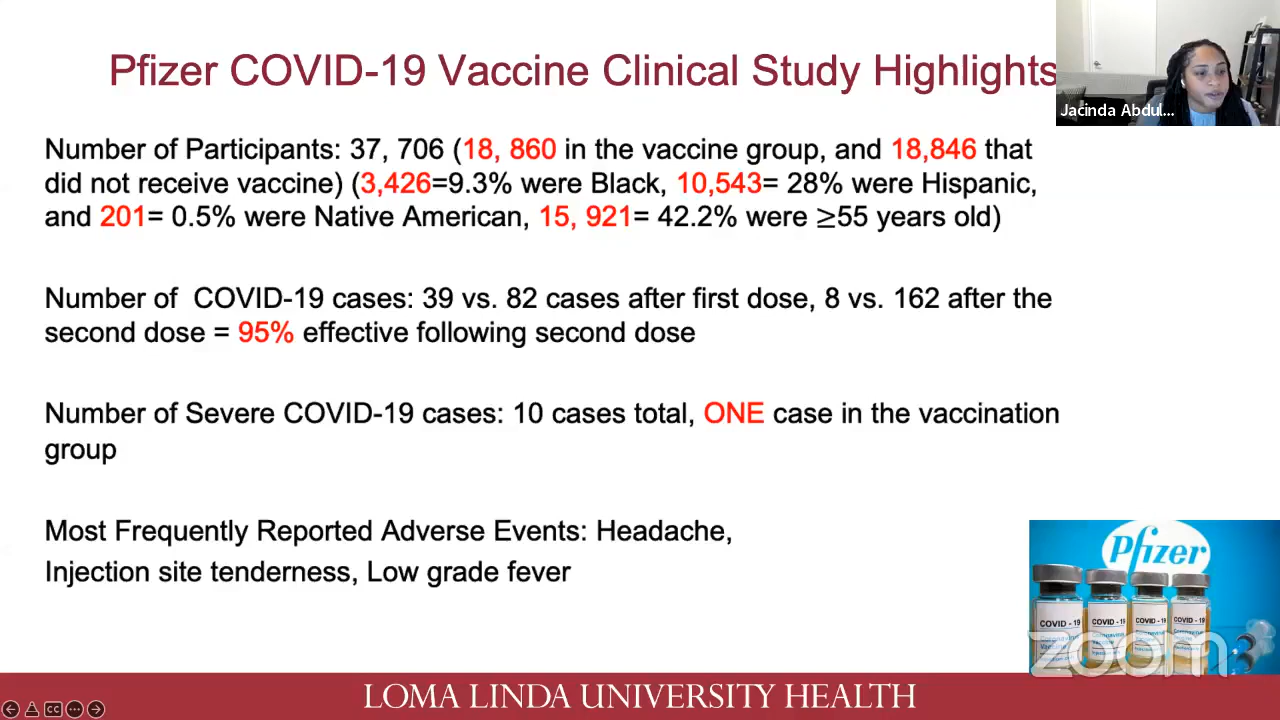 Pfizer COVID-19 Vaccine Clinical Study Highlights
Jacinda Abdul...
Number of Participants: 37, 706 (18, 860 in the vaccine group, and 18,846 that
did not receive vaccine) (3,426=9.3% were Black, 10,543= 28% were Hispanic,
and 201= 0.5% were Native American, 15, 921= 42.2% were ≥55 years old)
Number of  COVID-19 cases: 39 vs. 82 cases after first dose, 8 vs. 162 after the
second dose = 95% effective following second dose
Number of Severe COVID-19 cases: 10 cases total, ONE case in the vaccination
group
Most Frequently Reported Adverse Events: Headache,
Injection site tenderness, Low grade fever
Pfizer
COVID - 19 COVID - 19 COVID - 19 COVID - 19
Coronavirus
Vaccine
zoom
LOMA LINDA UNIVERSITY HEALTH
CC